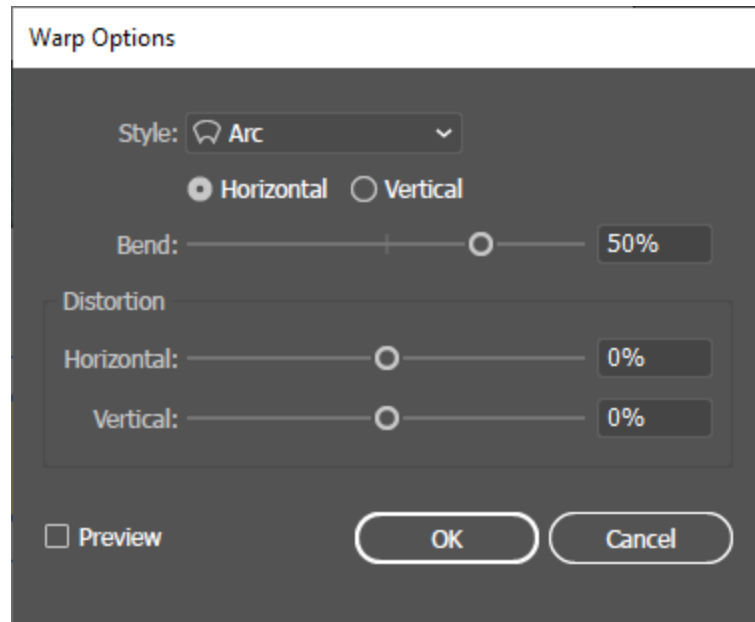 Warp Options
Style: Arc
Horizontal Vertical
Bend: 50%
Distortion
Horizontal: 0%
Vertical: 0%
Preview OK Cancel